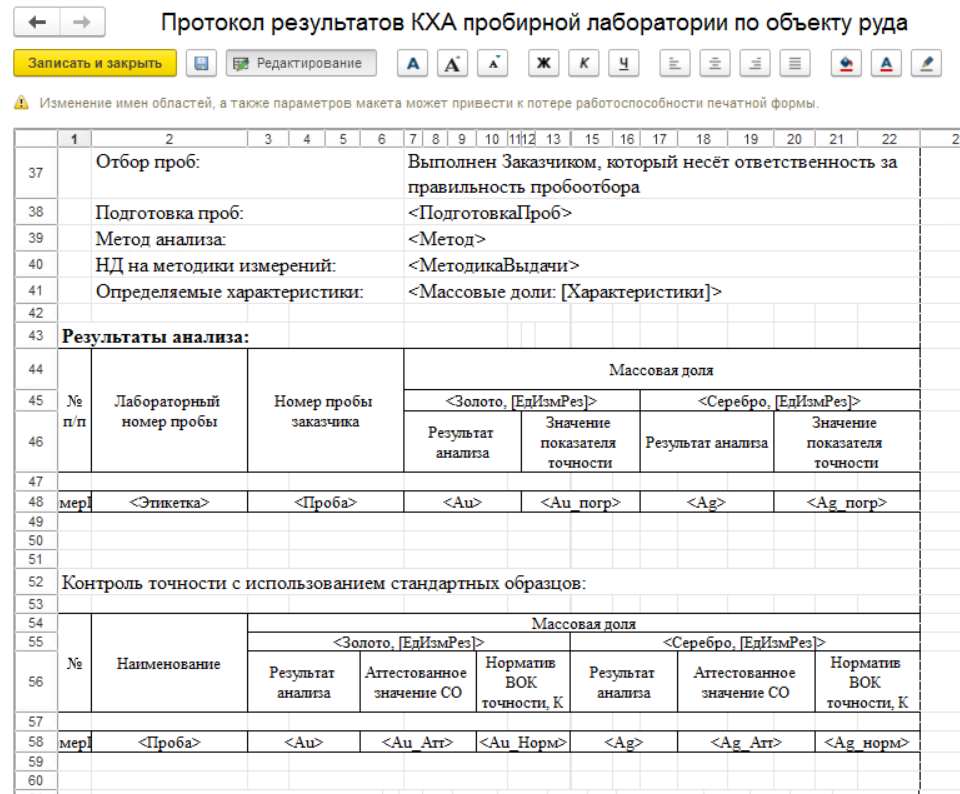 Протокол результатов КХА пробирной лаборатории по объекту руда
Записать и закрыть Редактирование A A A Ж К Ч A
Изменение имен областей, а также параметров макета может привести к потере работоспособности печатной формы.
1 2 3 4 5 6 7 8 9 10 11 12 13 15 16 17 18 19 20 21 22 2
37 Отбор проб: Выполнен Заказчиком, который несёт ответственность за
правильность пробоотбора
38 Подготовка проб: <ПодготовкаПроб>
39 Метод анализа: <Метод>
40 НД на методики измерений: <МетодикаВыдачи>
41 Определяемые характеристики: <Массовые доли: [Характеристики]>
42
43 Результаты анализа:
44 Массовая доля
45 № Лабораторный Номер пробы <Золото, [ЕдИзмРез]> <Серебро, [ЕдИзмРез]>
п/п номер пробы заказчика
46 Результат анализа Значение показателя точности Результат анализа Значение показателя точности
47
48 мерП <Этикетка> <Проба> <Au> <Au_погр> <Ag> <Ag_погр>
49
50
51
52 Контроль точности с использованием стандартных образцов:
53
54 Массовая доля
55 <Золото, [ЕдИзмРез]> <Серебро, [ЕдИзмРез]>
56 № Наименование Результат анализа Аттестованное значение СО Норматив ВОК точности, К Результат анализа Аттестованное значение СО Норматив ВОК точности, К
57
58 мерП <Проба> <Au> <Au_Атт> <Au_Норм> <Ag> <Ag_Атт> <Ag_норм>
59
60